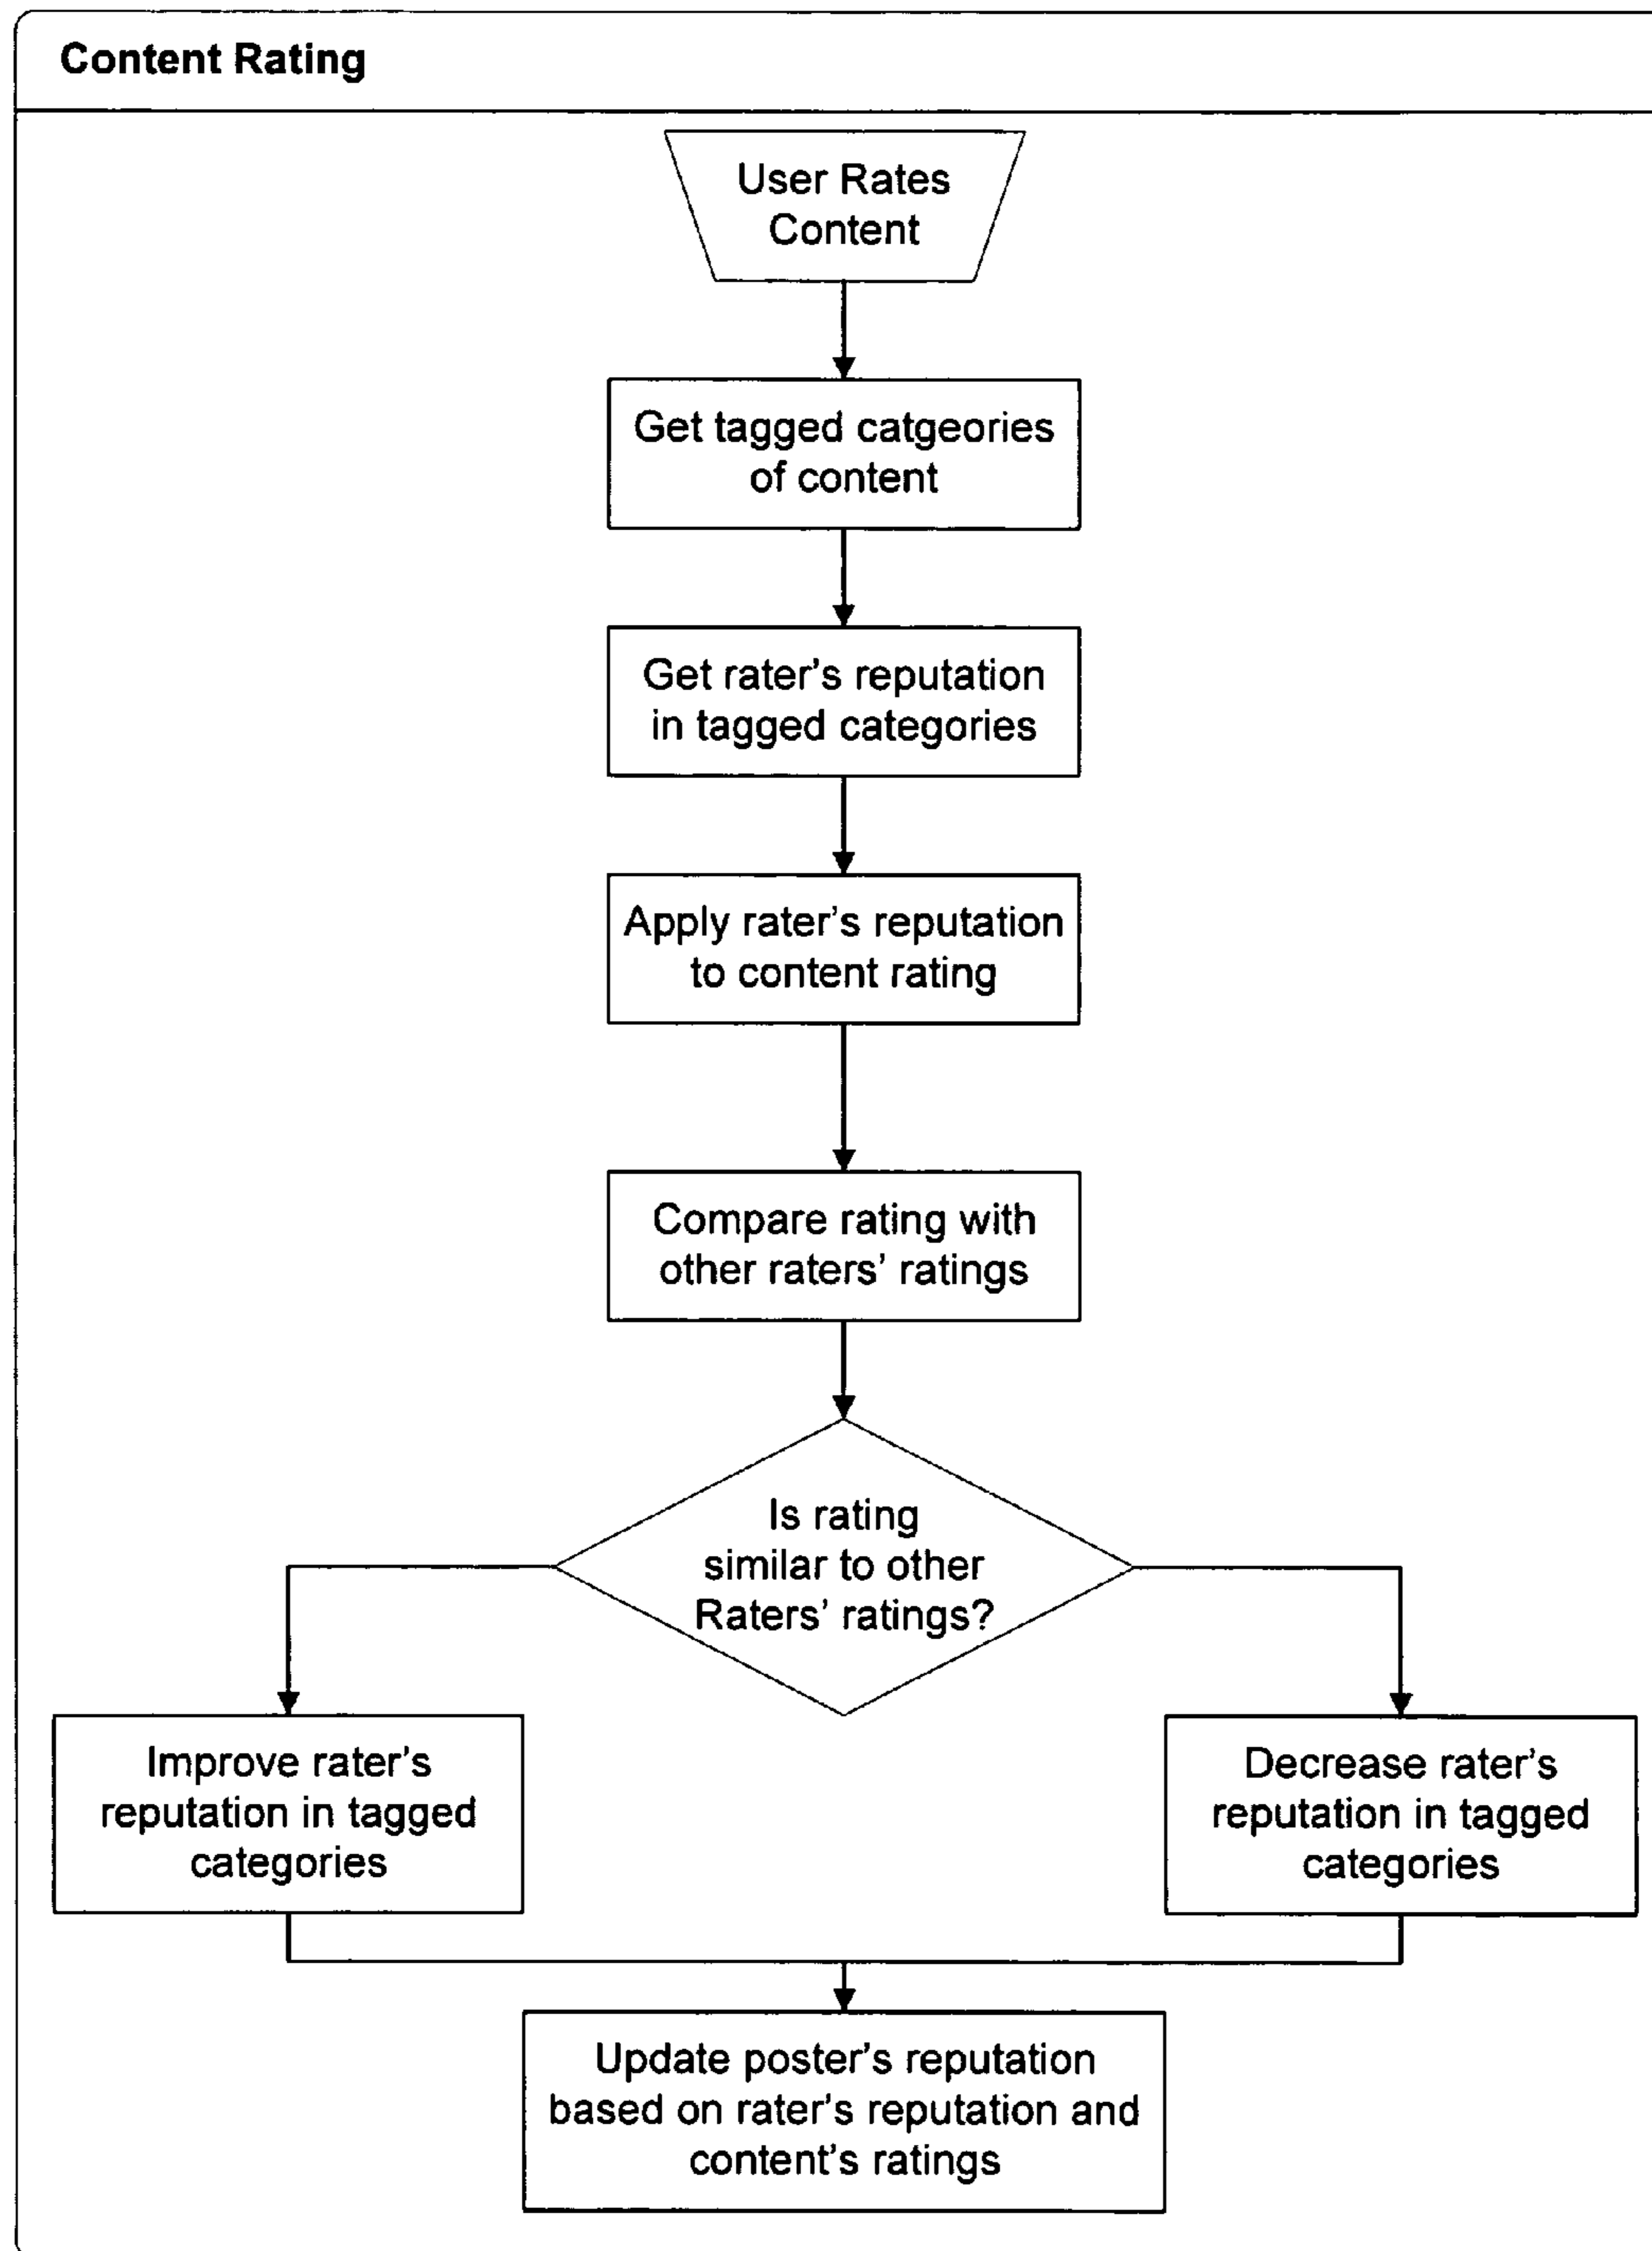 Content Rating
User Rates
Content
Get tagged catgeories
of content
Get rater's reputation
in tagged categories
Apply rater's reputation
to content rating
Compare rating with
other raters' ratings
Is rating
similar to other
Raters' ratings?
Improve rater's
reputation in tagged
categories
Decrease rater's
reputation in tagged
categories
Update poster's reputation
based on rater's reputation and
content's ratings